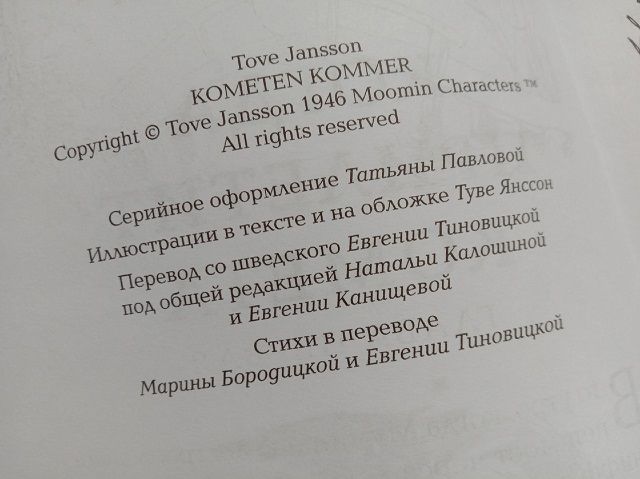 Tove Jansson
KOMETEN KOMMER
Copyright © Tove Jansson 1946 Moomin Characters™
All rights reserved
Серийное оформление Татьяны Павловой
Иллюстрации в тексте и на обложке Туве Янссон
Перевод со шведского Евгении Тиновицкой
под общей редакцией Натальи Калошиной
и Евгении Канищевой
Стихи в переводе
Марины Бородицкой и Евгении Тиновицкой